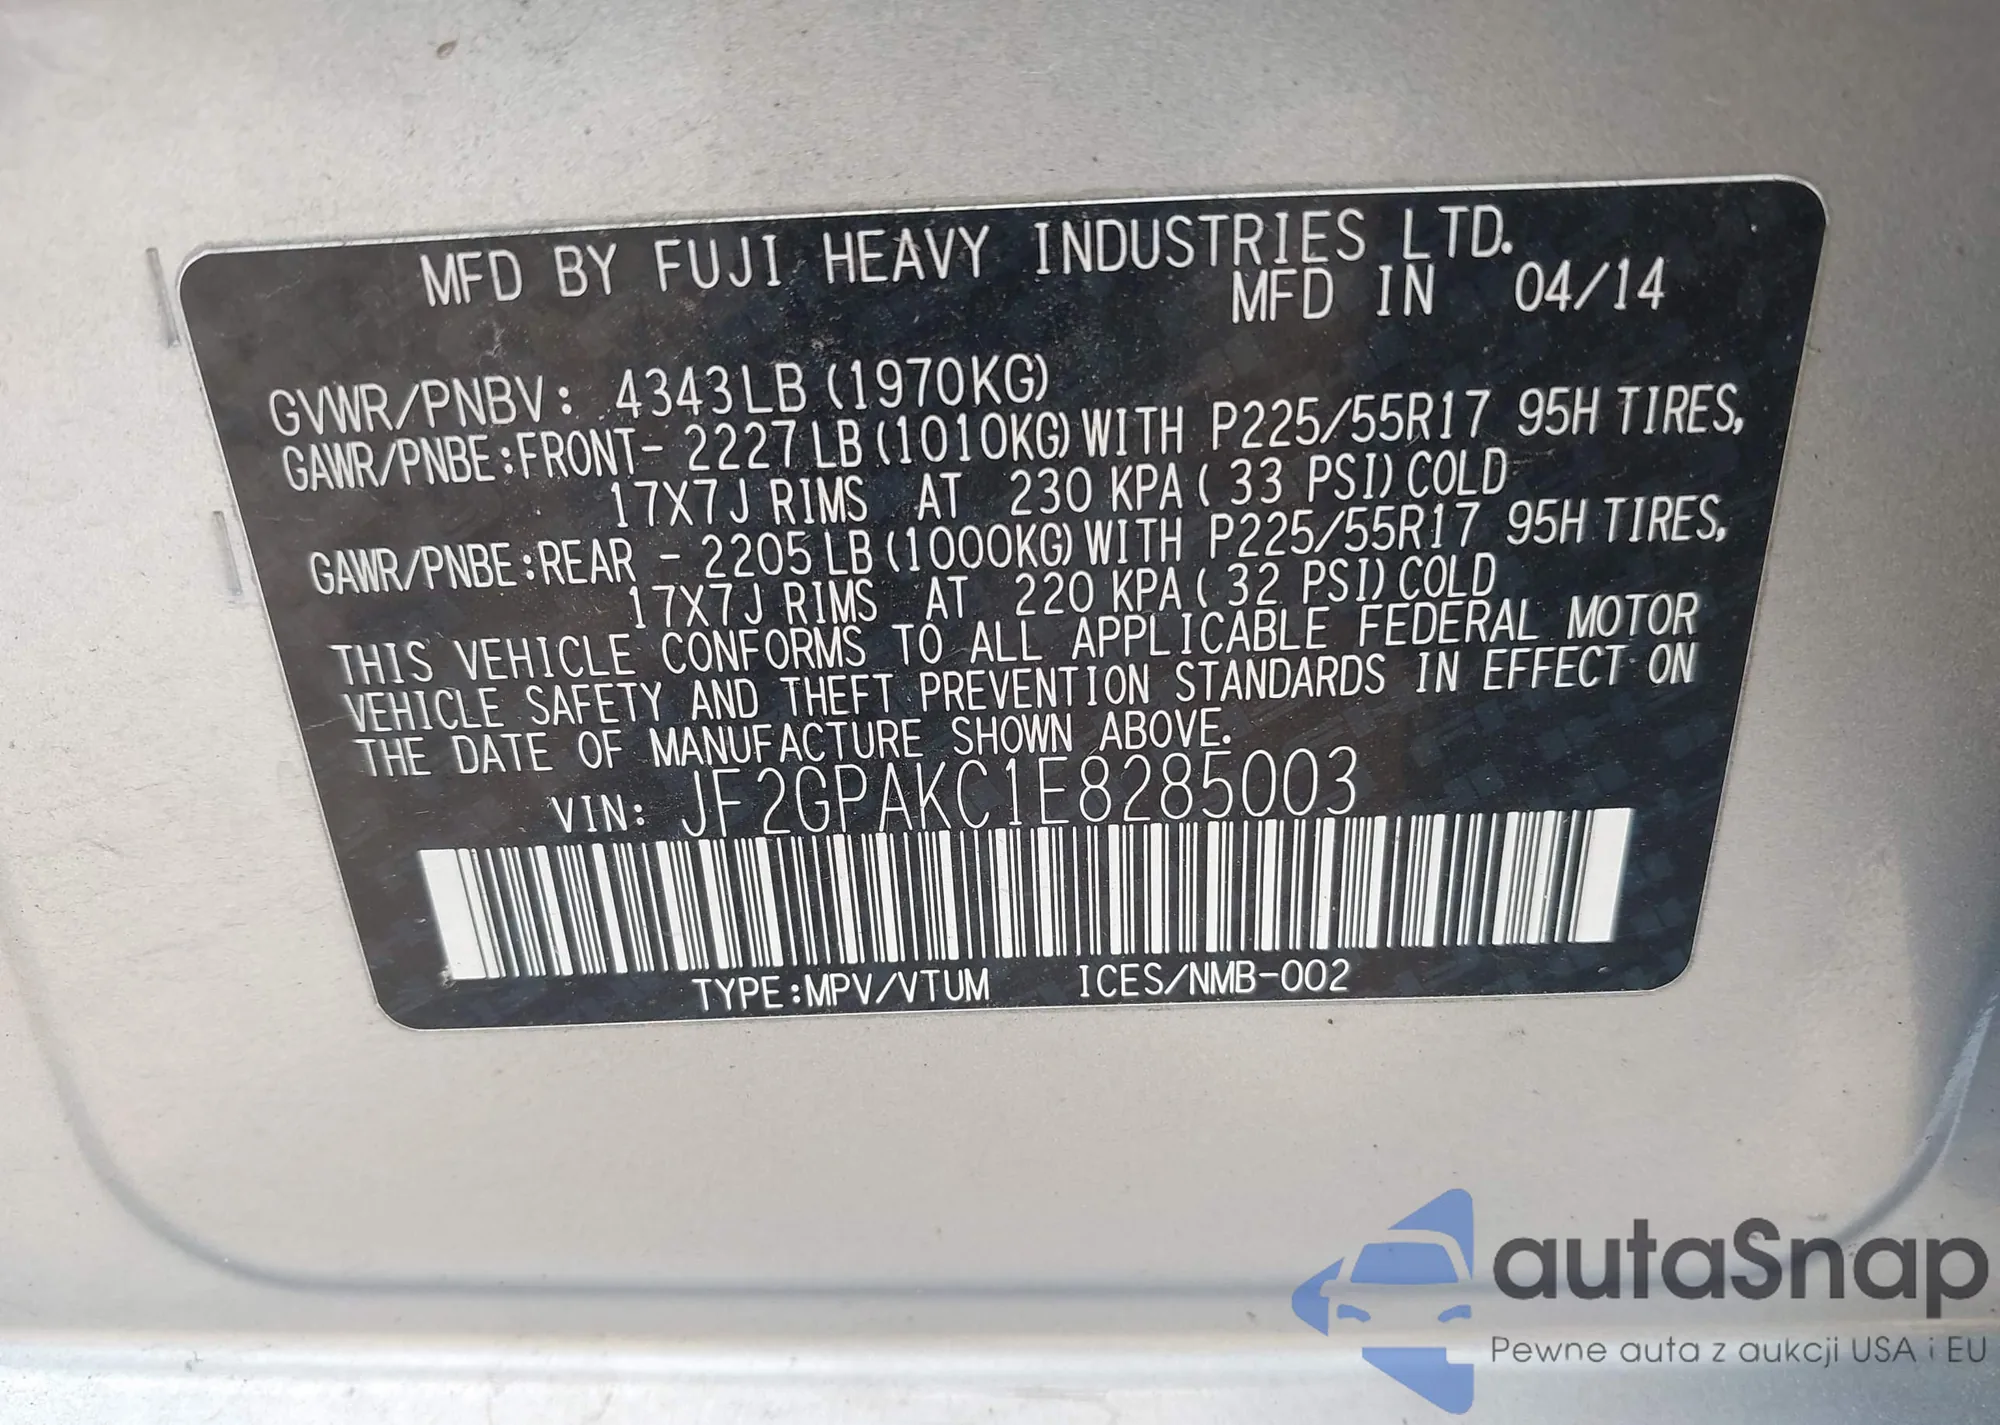 MFD BY FUJI HEAVY INDUSTRIES LTD.
MFD IN 04/14
GVWR/PNBV: 4343LB (1970KG)
GAWR/PNBE:FRONT- 2227LB (1010KG) WITH P225/55R17 95H TIRES,
17X7J RIMS AT 230 KPA ( 33 PSI) COLD
GAWR/PNBE:REAR - 2205LB (1000KG) WITH P225/55R17 95H TIRES,
17X7J RIMS AT 220 KPA ( 32 PSI) COLD
THIS VEHICLE CONFORMS TO ALL APPLICABLE FEDERAL MOTOR
VEHICLE SAFETY AND THEFT PREVENTION STANDARDS IN EFFECT ON
THE DATE OF MANUFACTURE SHOWN ABOVE.
VIN: JF2GPAKC1E8285003
TYPE:MPV/VTUM ICES/NMB-002
autaSnap
Pewne auta z aukcji USA i EU